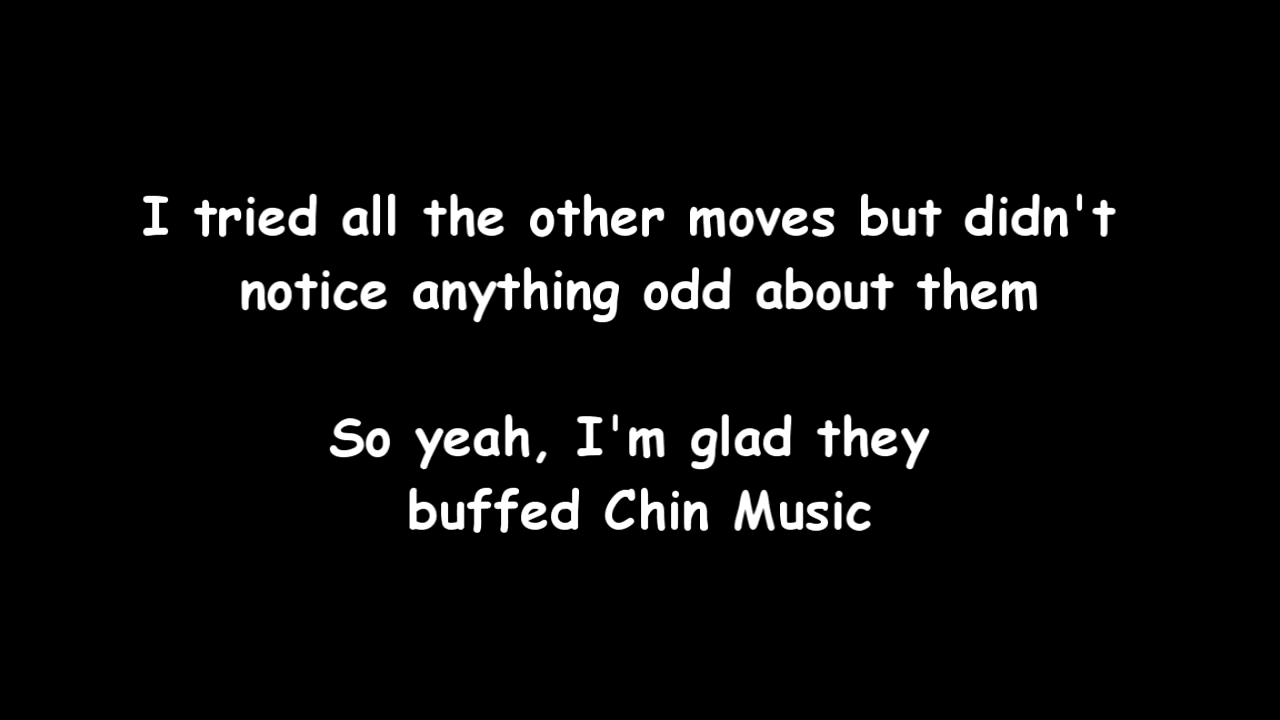 I tried all the other moves but didn't
notice anything odd about them
So yeah, I'm glad they
buffed Chin Music